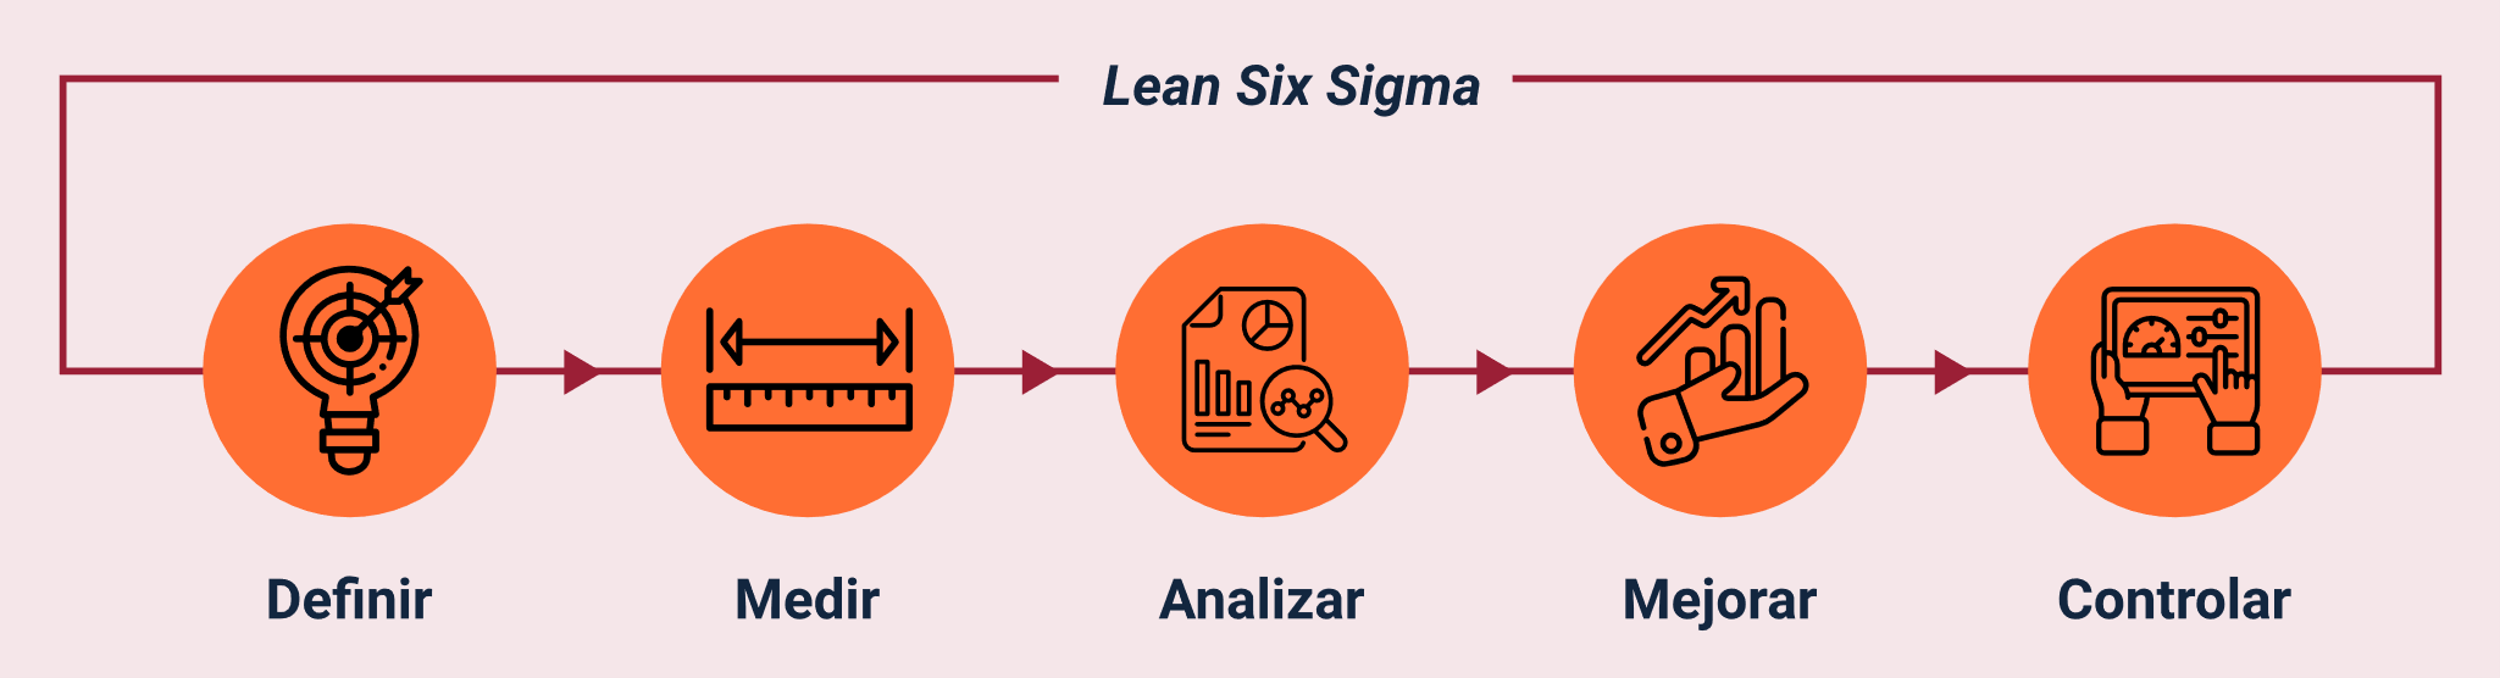 Lean Six Sigma
Definir
Medir
Analizar
Mejorar
Controlar